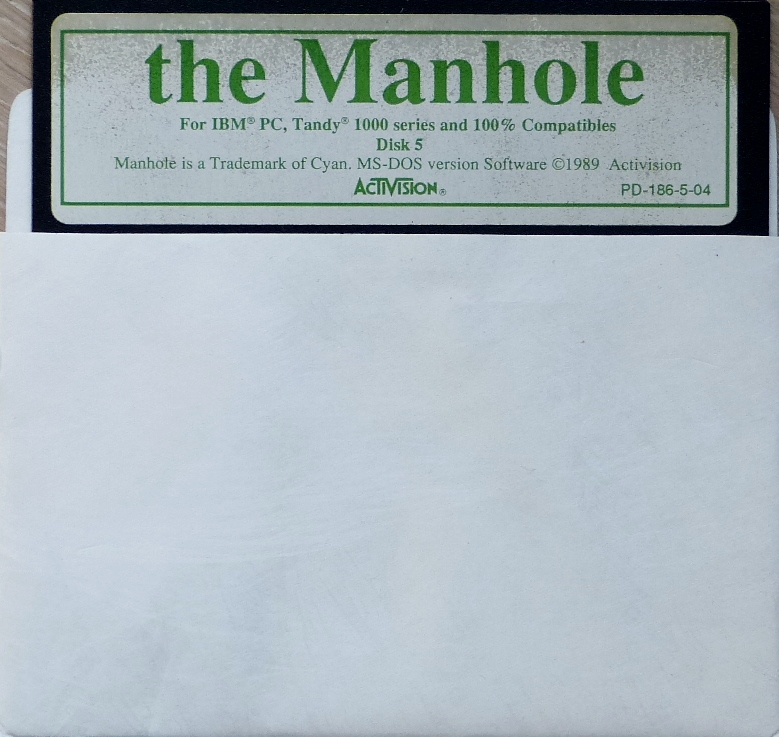 the Manhole
For IBM® PC, Tandy® 1000 series and 100% Compatibles
Disk 5
Manhole is a Trademark of Cyan. MS-DOS version Software ©1989 Activision
ACTIVISION®
PD-186-5-04